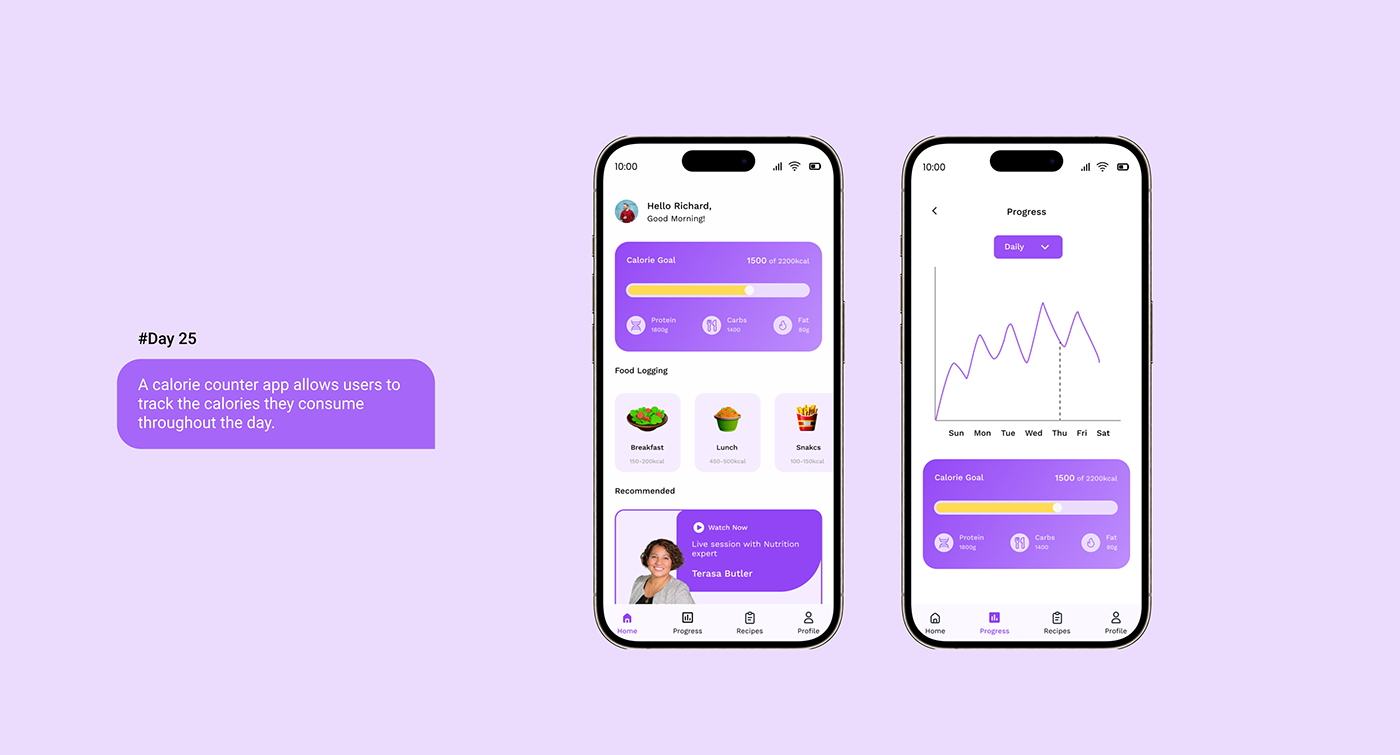 #Day 25
A calorie counter app allows users to
track the calories they consume
throughout the day.
10:00
Hello Richard,
Good Morning!
Calorie Goal
1500 of 2200kcal
Protein
1800g
Carbs
1400
Fat
80g
Food Logging
Breakfast
150-200kcal
Lunch
450-500kcal
Snakcs
100-150kcal
Recommended
Watch Now
Live session with Nutrition
expert
Terasa Butler
Home
Progress
Recipes
Profile
10:00
Progress
Daily
Sun Mon Tue Wed Thu Fri Sat
Calorie Goal
1500 of 2200kcal
Protein
1800g
Carbs
1400
Fat
80g
Home
Progress
Recipes
Profile